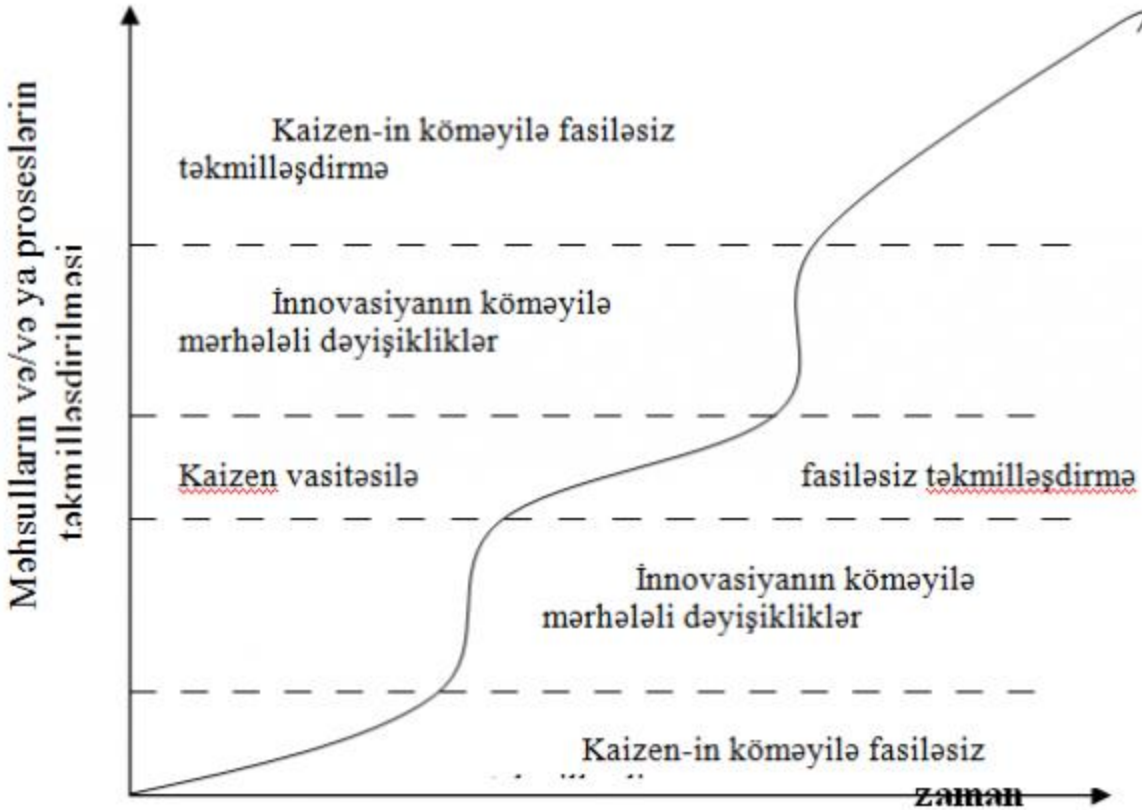 Məhsulların və/və ya proseslərin
təkmilləşdirilməsi
Kaizen-in köməyilə fasiləsiz
təkmilləşdirmə
İnnovasiyanın köməyilə
mərhələli dəyişikliklər
Kaizen vasitəsilə fasiləsiz təkmilləşdirmə
İnnovasiyanın köməyilə
mərhələli dəyişikliklər
Kaizen-in köməyilə fasiləsiz
zaman